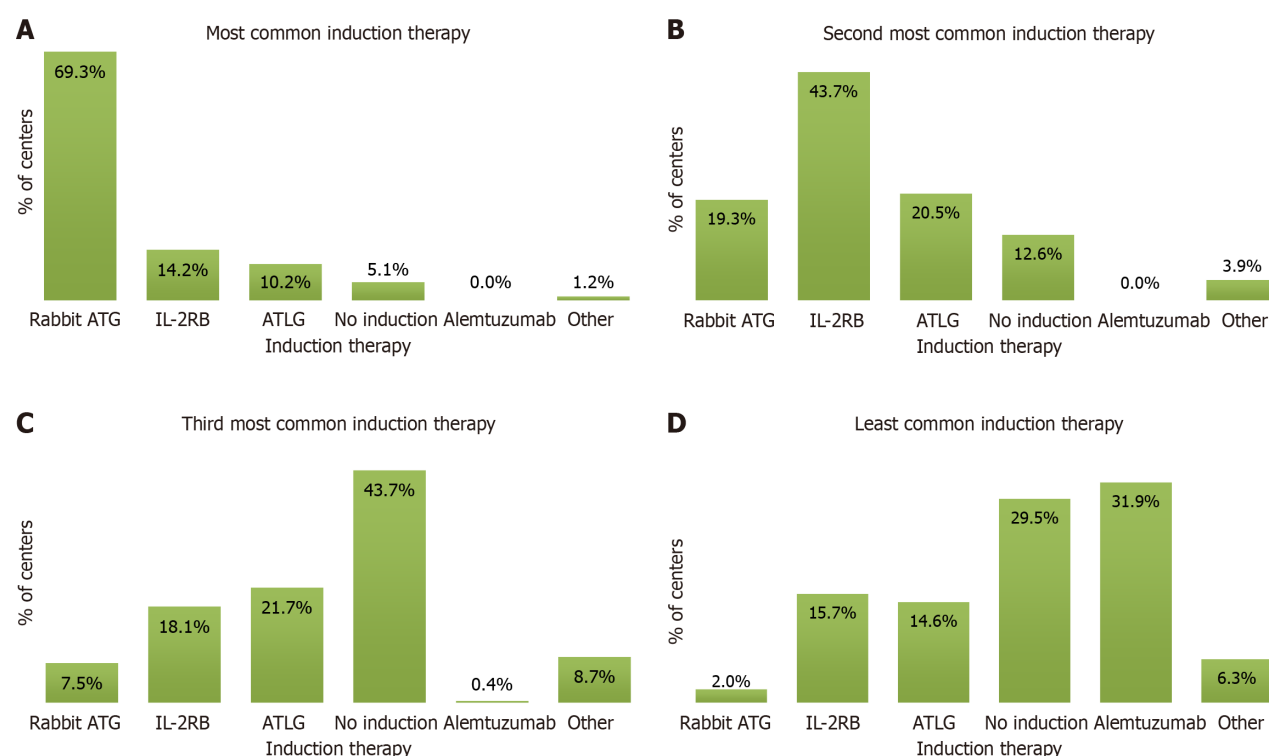 A
Most common induction therapy
% of centers
69.3%
14.2%
10.2%
5.1%
0.0%
1.2%
Rabbit ATG IL-2RB ATLG No induction Alemtuzumab Other
Induction therapy
B
Second most common induction therapy
% of centers
19.3%
43.7%
20.5%
12.6%
0.0%
3.9%
Rabbit ATG IL-2RB ATLG No induction Alemtuzumab Other
Induction therapy
C
Third most common induction therapy
% of centers
7.5%
18.1%
21.7%
43.7%
0.4%
8.7%
Rabbit ATG IL-2RB ATLG No induction Alemtuzumab Other
Induction therapy
D
Least common induction therapy
% of centers
2.0%
15.7%
14.6%
29.5%
31.9%
6.3%
Rabbit ATG IL-2RB ATLG No induction Alemtuzumab Other
Induction therapy